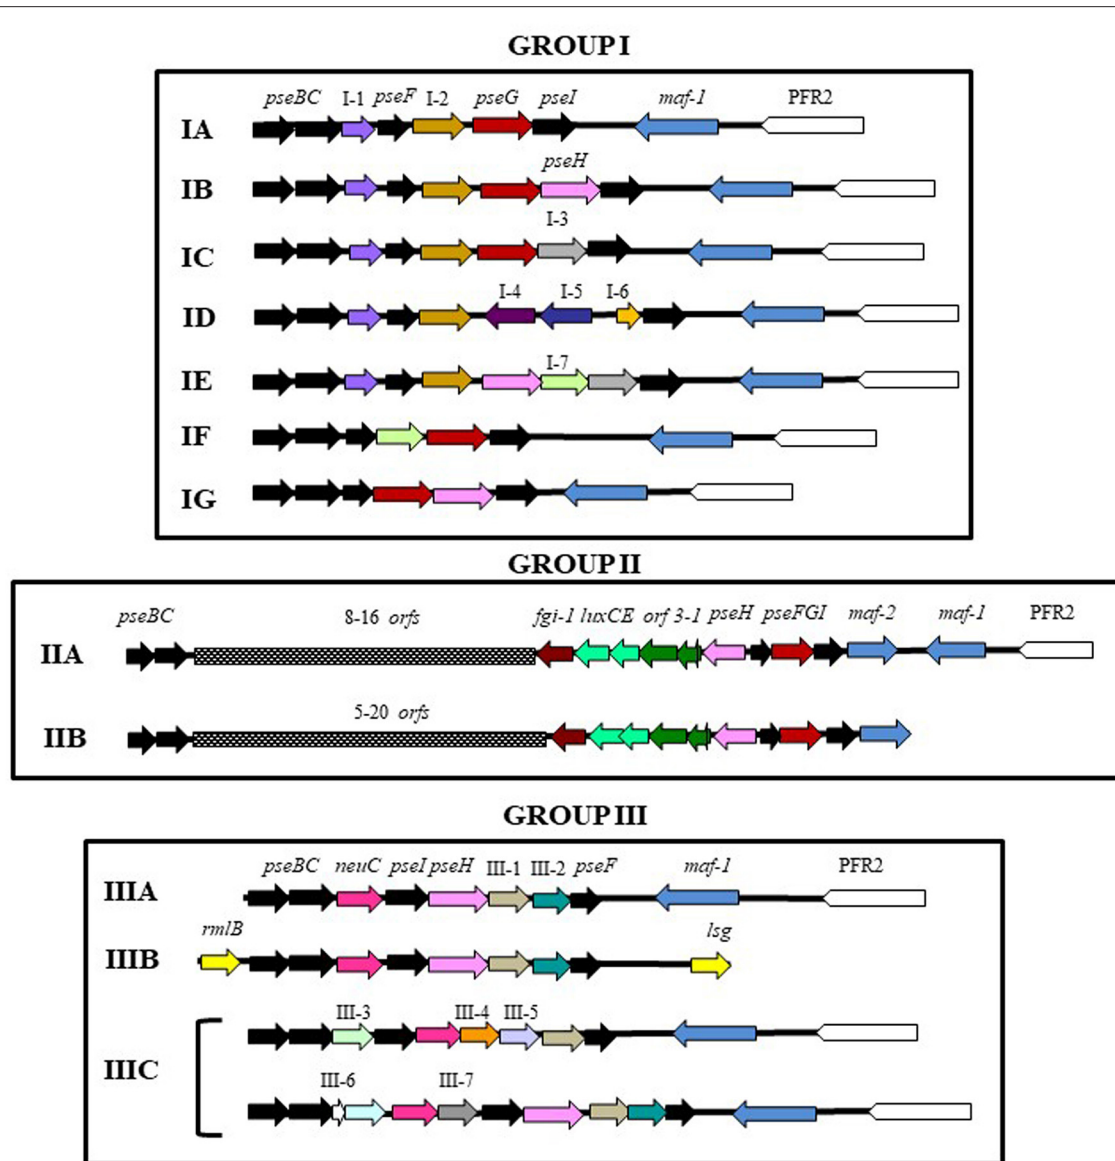 GROUP I
pseBC I-1 pseF I-2 pseG pseI maf-1 PFR2
IA
pseH
IB
I-3
IC
I-4 I-5 I-6
ID
I-7
IE
IF
IG
GROUP II
pseBC 8-16 orfs fgi-1 luxCE orf 3-1 pseH pseFGI maf-2 maf-1 PFR2
IIA
5-20 orfs
IIB
GROUP III
pseBC neuC pseI pseH III-1 III-2 pseF maf-1 PFR2
IIIA
rmlB lsg
IIIB
III-3 III-4 III-5
IIIC
III-6 III-7